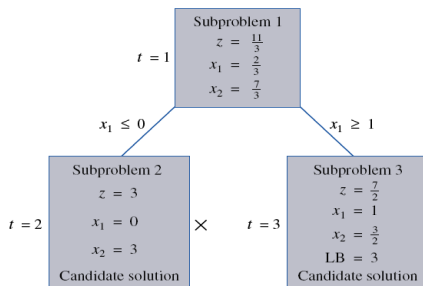 Subproblem 1
z = 11/3
t = 1
x₁ = 2/3
x₂ = 7/3
x₁ ≤ 0
x₁ ≥ 1
Subproblem 2
z = 3
t = 2
x₁ = 0
x₂ = 3
Candidate solution
×
Subproblem 3
z = 7/2
t = 3
x₁ = 1
x₂ = 3/2
LB = 3
Candidate solution